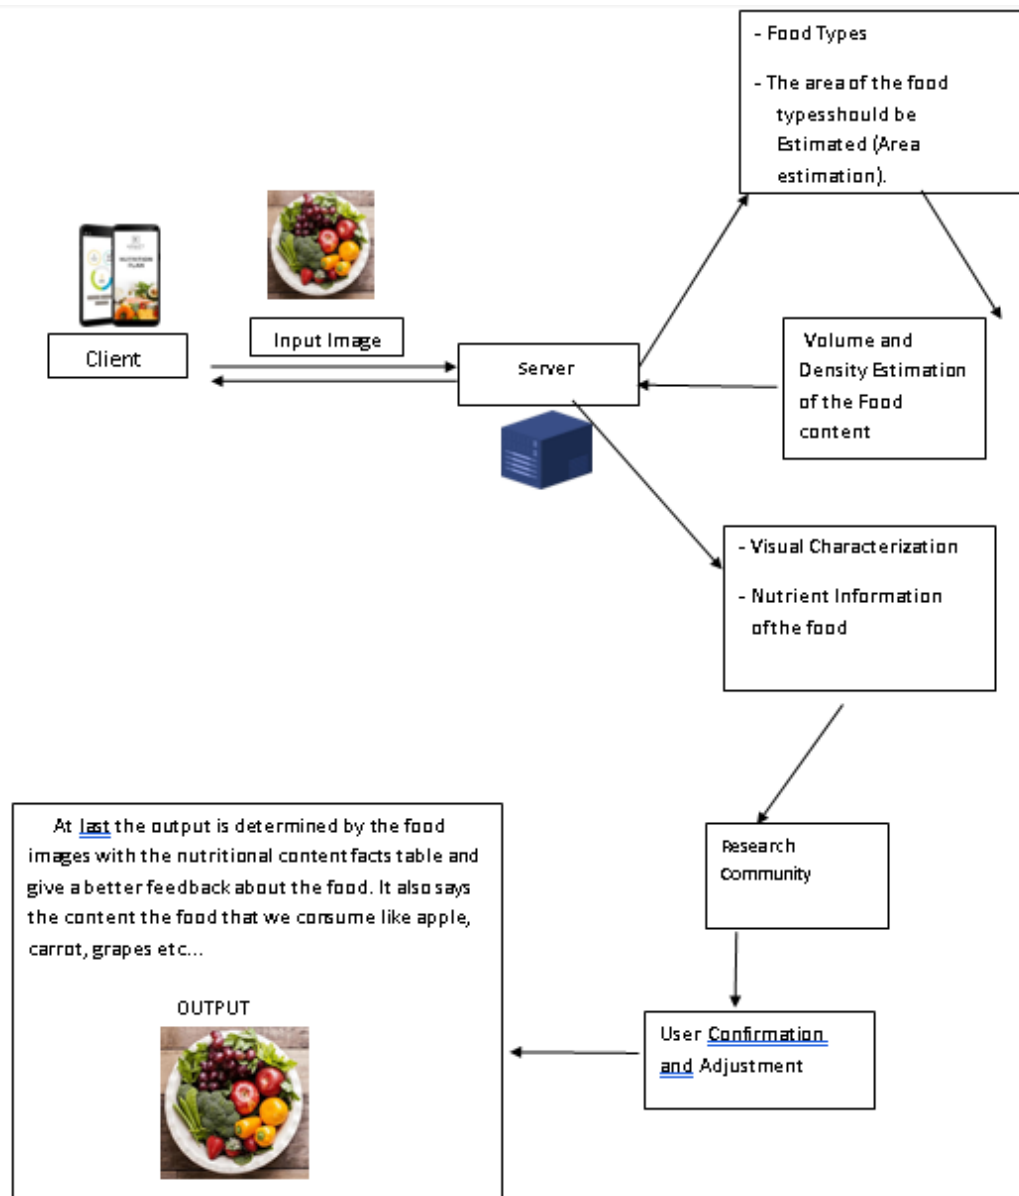 - Food Types
- The area of the food
typesshould be
Estimated (Area
estimation).
NUTRITION
PLAN
Input Image
Client
Server
Volume and
Density Estimation
of the Food
content
- Visual Characterization
- Nutrient Information
ofthe food
Research
Community
User Confirmation
and Adjustment
At last the output is determined by the food
images with the nutritional content facts table and
give a better feedback about the food. It also says
the content the food that we consume like apple,
carrot, grapes etc...
OUTPUT